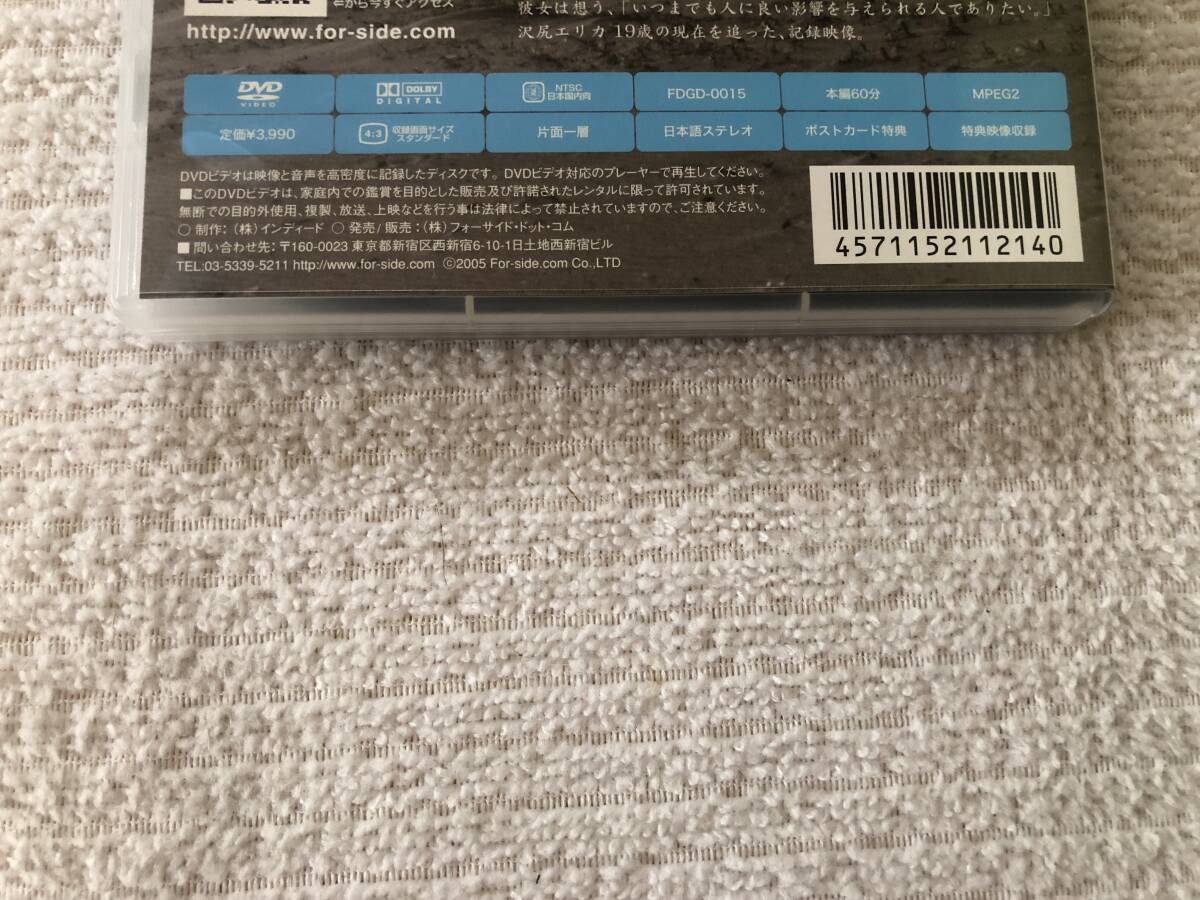 ⇐から今すぐアクセス
http://www.for-side.com
彼女は想う、「いつまでも人に良い影響を与えられる人でありたい。」
沢尻エリカ 19歳の現在を追った、記録映像。
DVD VIDEO
DOLBY DIGITAL
2 NTSC 日本国内向
FDGD-0015
本編60分
MPEG2
定価¥3,990
4:3 収録画面サイズ スタンダード
片面一層
日本語ステレオ
ポストカード特典
特典映像収録
DVDビデオは映像と音声を高密度に記録したディスクです。DVDビデオ対応のプレーヤーで再生してください。
■このDVDビデオは、家庭内での鑑賞を目的とした販売及び許諾されたレンタルに限って許可されています。
無断での目的外使用、複製、放送、上映などを行う事は法律によって禁止されていますので、ご注意ください。
○ 制作：（株）インディード ○ 発売／販売：（株）フォーサイド・ドット・コム
■ 問い合わせ先：〒160-0023 東京都新宿区西新宿6-10-1日土地西新宿ビル
TEL:03-5339-5211 http://www.for-side.com ©2005 For-side.com Co.,LTD
4571152112140